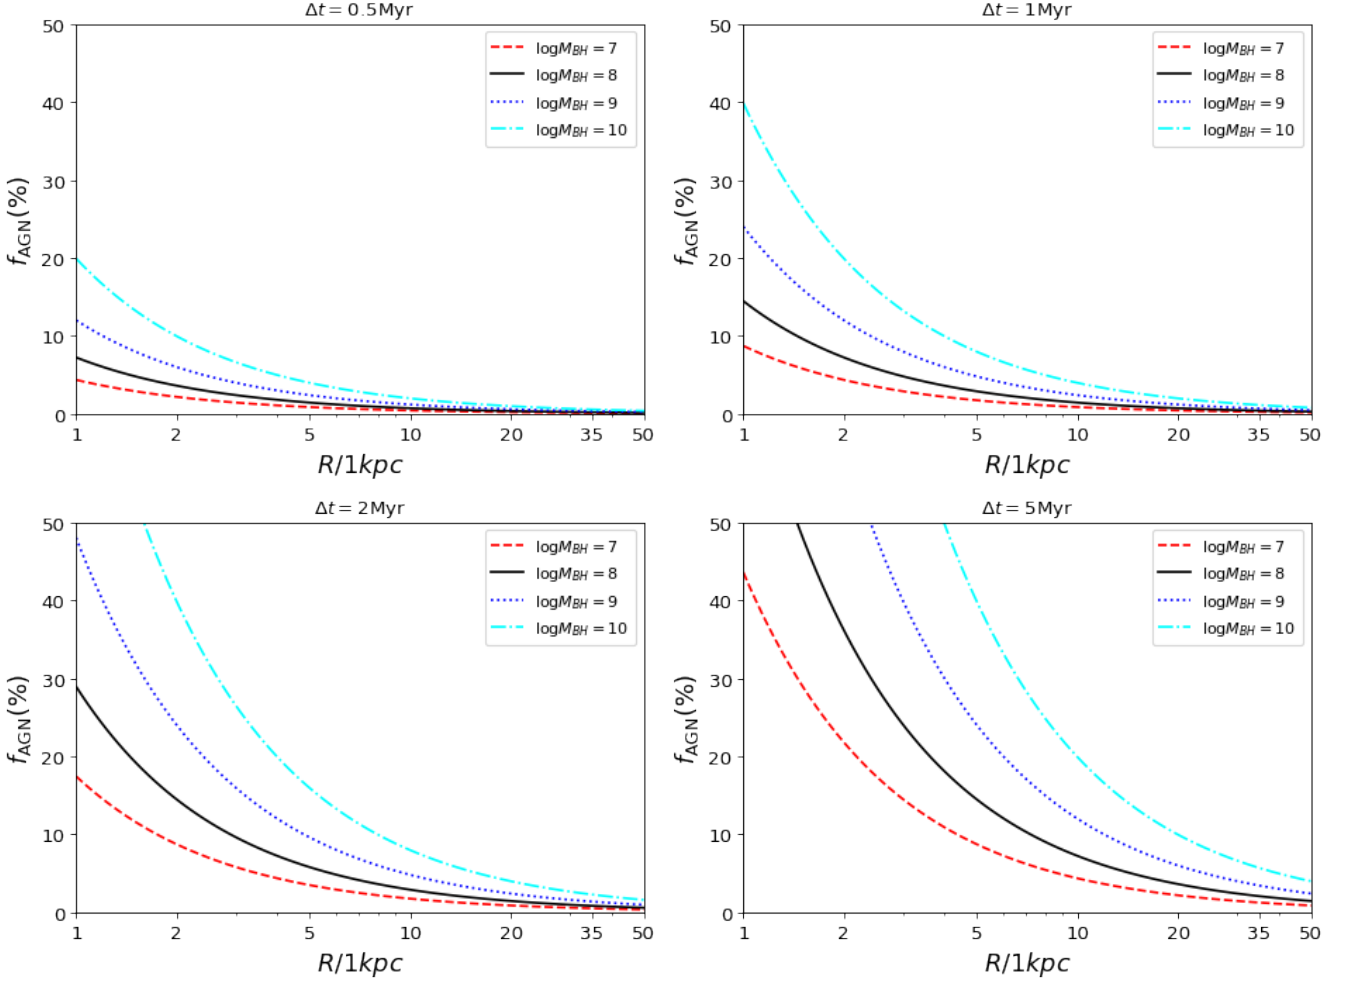 Δt = 0.5Myr
50
40
30
20
10
0
f_AGN(%)
logM_BH = 7
logM_BH = 8
logM_BH = 9
logM_BH = 10
1 2 5 10 20 35 50
R/1kpc
Δt = 1Myr
50
40
30
20
10
0
f_AGN(%)
logM_BH = 7
logM_BH = 8
logM_BH = 9
logM_BH = 10
1 2 5 10 20 35 50
R/1kpc
Δt = 2Myr
50
40
30
20
10
0
f_AGN(%)
logM_BH = 7
logM_BH = 8
logM_BH = 9
logM_BH = 10
1 2 5 10 20 35 50
R/1kpc
Δt = 5Myr
50
40
30
20
10
0
f_AGN(%)
logM_BH = 7
logM_BH = 8
logM_BH = 9
logM_BH = 10
1 2 5 10 20 35 50
R/1kpc